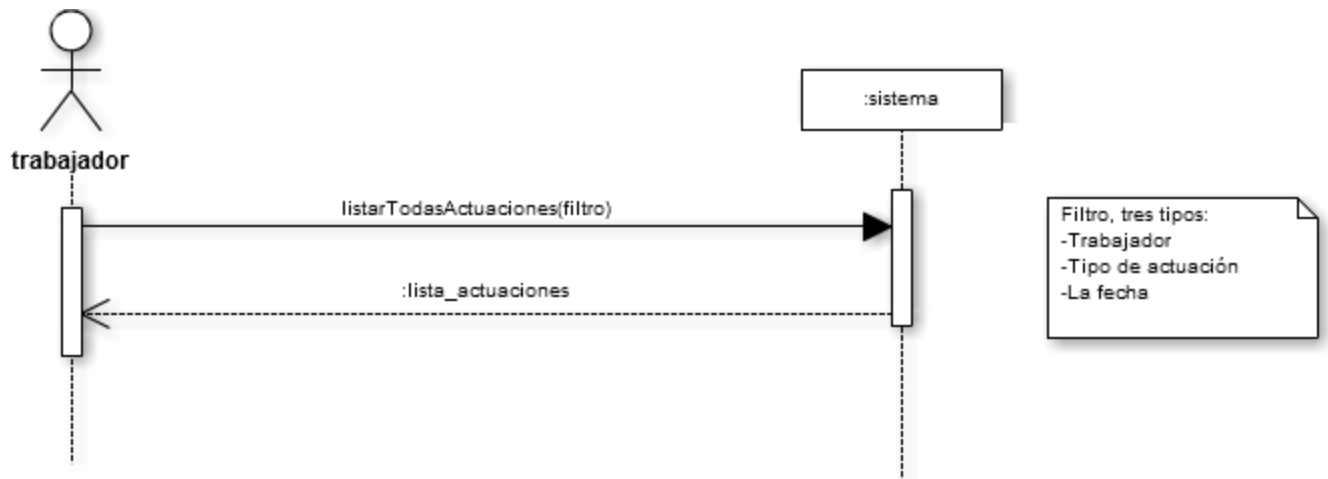 :sistema
trabajador
listarTodasActuaciones(filtro)
:lista_actuaciones
Filtro, tres tipos:
-Trabajador
-Tipo de actuación
-La fecha